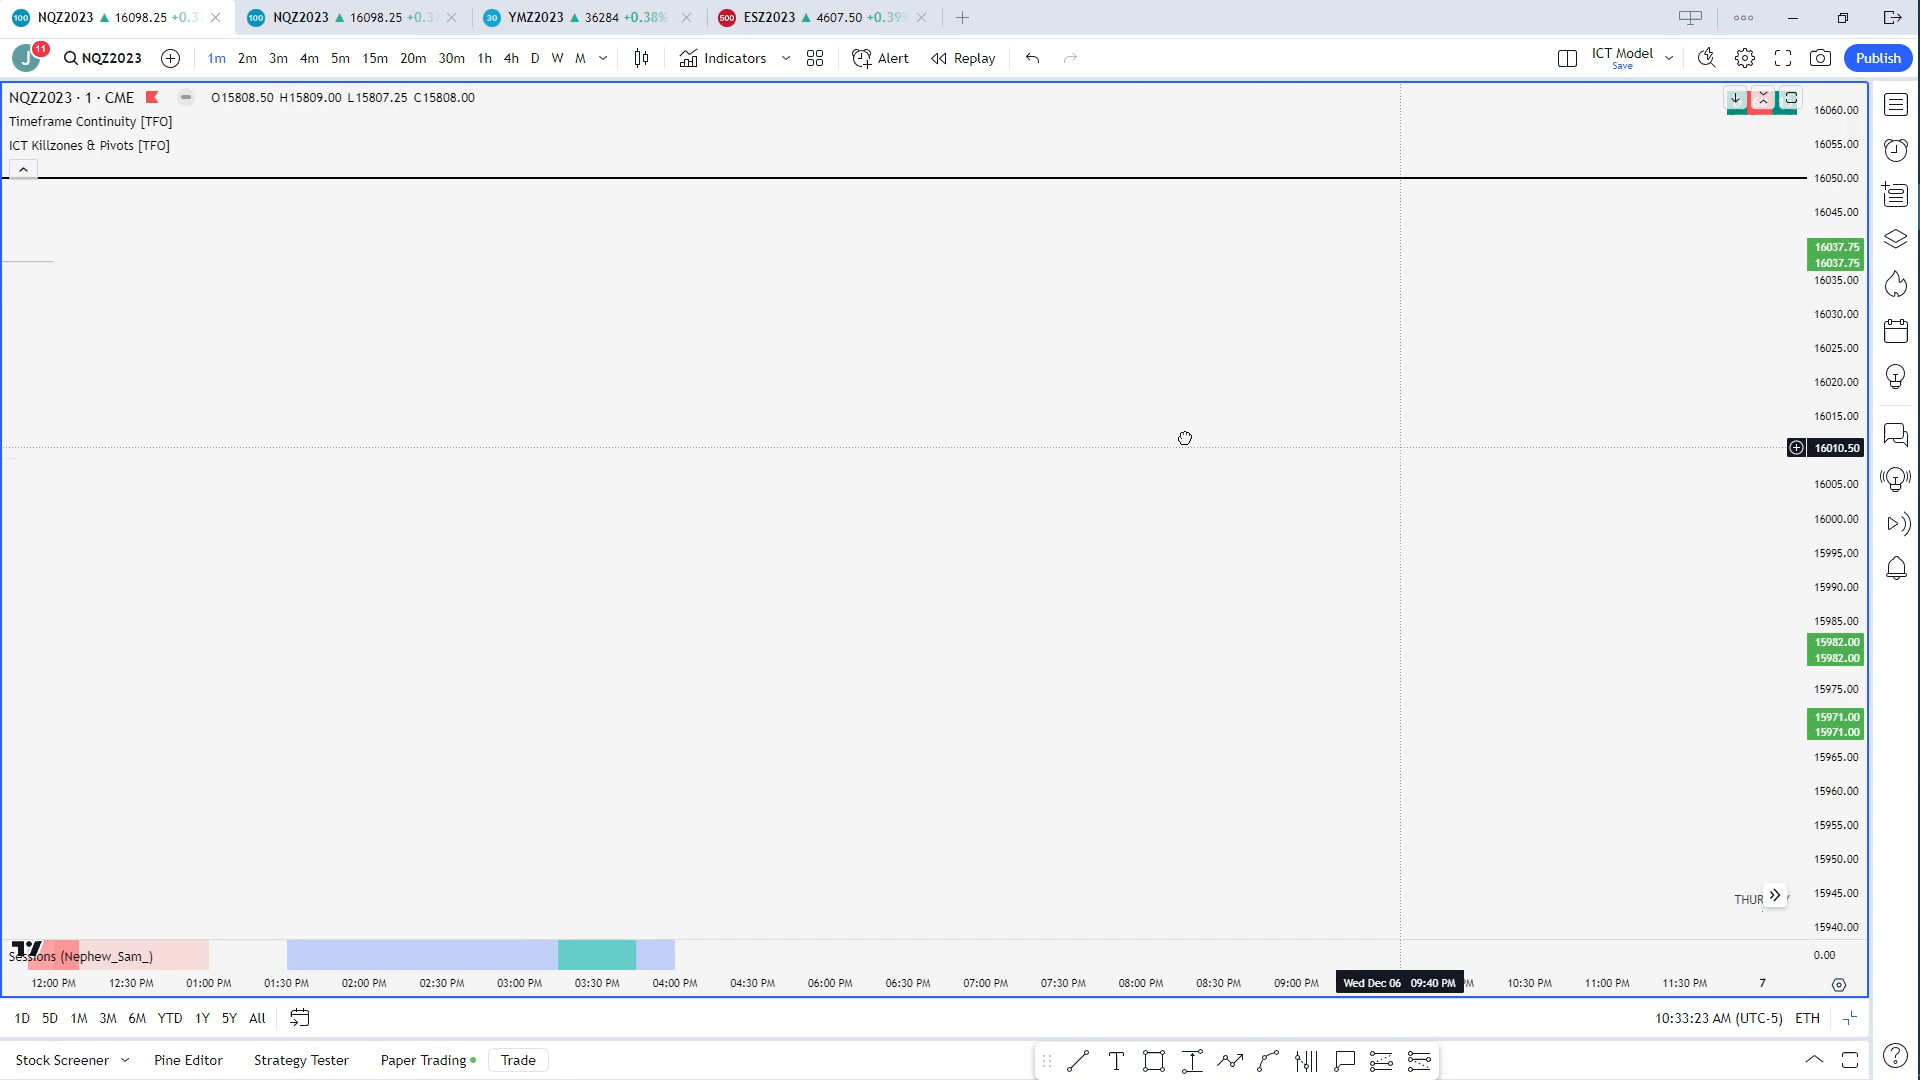 NQZ2023 ▲ 16098.25 +0.3
NQZ2023 ▲ 16098.25 +0.3
YMZ2023 ▲ 36284 +0.38%
ESZ2023 ▲ 4607.50 +0.39%
J 11 NQZ2023 1m 2m 3m 4m 5m 15m 20m 30m 1h 4h D W M Indicators Alert Replay ICT Model Save Publish
NQZ2023 · 1 · CME O15808.50 H15809.00 L15807.25 C15808.00
Timeframe Continuity [TFO]
ICT Killzones & Pivots [TFO]
16060.00
16055.00
16050.00
16045.00
16037.75
16037.75
16035.00
16030.00
16025.00
16020.00
16015.00
16010.50
16005.00
16000.00
15995.00
15990.00
15985.00
15982.00
15982.00
15975.00
15971.00
15971.00
15965.00
15960.00
15955.00
15950.00
15945.00
15940.00
0.00
Sessions (Nephew_Sam_)
12:00 PM 12:30 PM 01:00 PM 01:30 PM 02:00 PM 02:30 PM 03:00 PM 03:30 PM 04:00 PM 04:30 PM 06:00 PM 06:30 PM 07:00 PM 07:30 PM 08:00 PM 08:30 PM 09:00 PM Wed Dec 06 09:40 PM 10:30 PM 11:00 PM 11:30 PM 7
1D 5D 1M 3M 6M YTD 1Y 5Y All 10:33:23 AM (UTC-5) ETH
Stock Screener Pine Editor Strategy Tester Paper Trading Trade